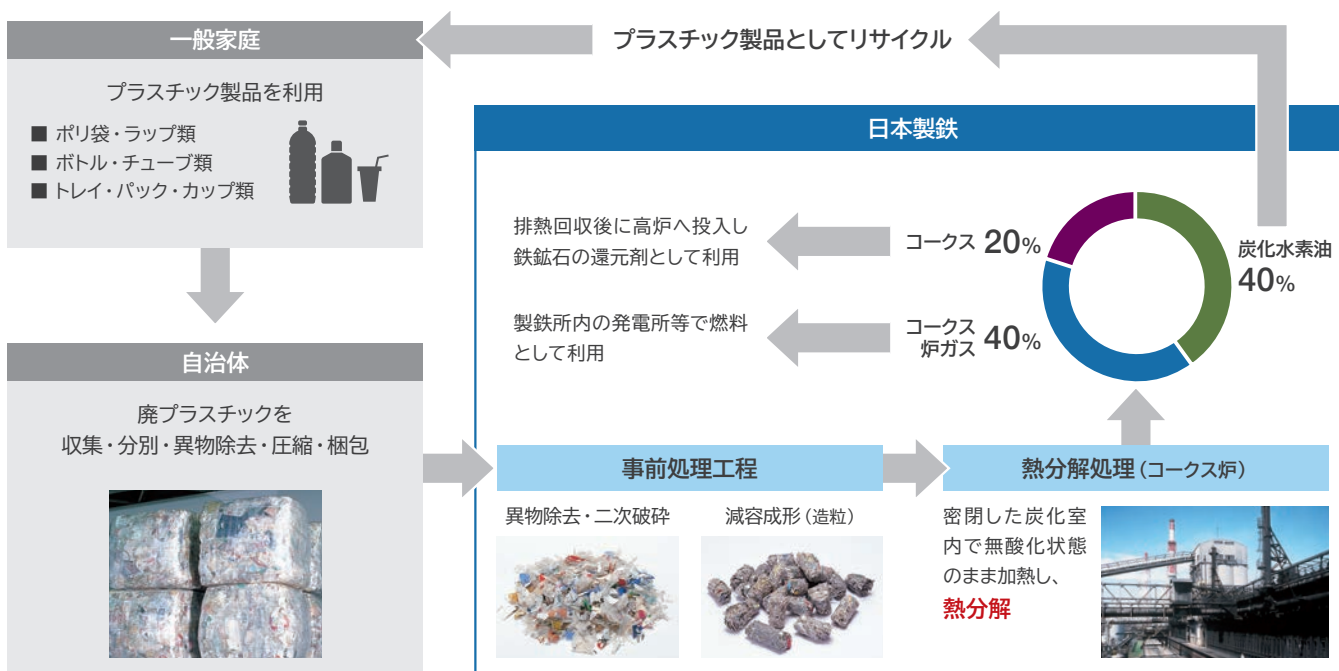 一般家庭
プラスチック製品を利用
■ ポリ袋・ラップ類
■ ボトル・チューブ類
■ トレイ・パック・カップ類
プラスチック製品としてリサイクル
自治体
廃プラスチックを
収集・分別・異物除去・圧縮・梱包
日本製鉄
排熱回収後に高炉へ投入し
鉄鉱石の還元剤として利用
コークス 20%
製鉄所内の発電所等で燃料
として利用
コークス
炉ガス 40%
炭化水素油
40%
事前処理工程
異物除去・二次破砕
減容成形(造粒)
熱分解処理(コークス炉)
密閉した炭化室
内で無酸化状態
のまま加熱し、
熱分解